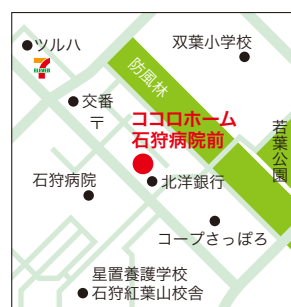 ツルハ
双葉小学校
7
ELEVEN
防風林
交番
〒
ココロホーム
石狩病院前
若葉公園
石狩病院
北洋銀行
コープさっぽろ
星置養護学校
石狩紅葉山校舎